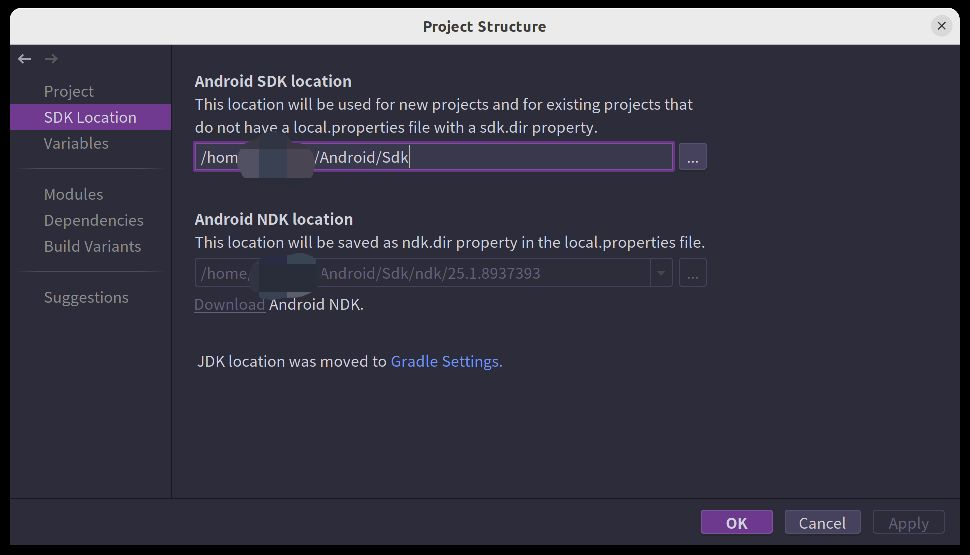 Project Structure
Project
SDK Location
Variables
Modules
Dependencies
Build Variants
Suggestions
Android SDK location
This location will be used for new projects and for existing projects that
do not have a local.properties file with a sdk.dir property.
/hom /Android/Sdk
...
Android NDK location
This location will be saved as ndk.dir property in the local.properties file.
/home/ Android/Sdk/ndk/25.1.8937393
...
Download Android NDK.
JDK location was moved to Gradle Settings.
OK
Cancel
Apply